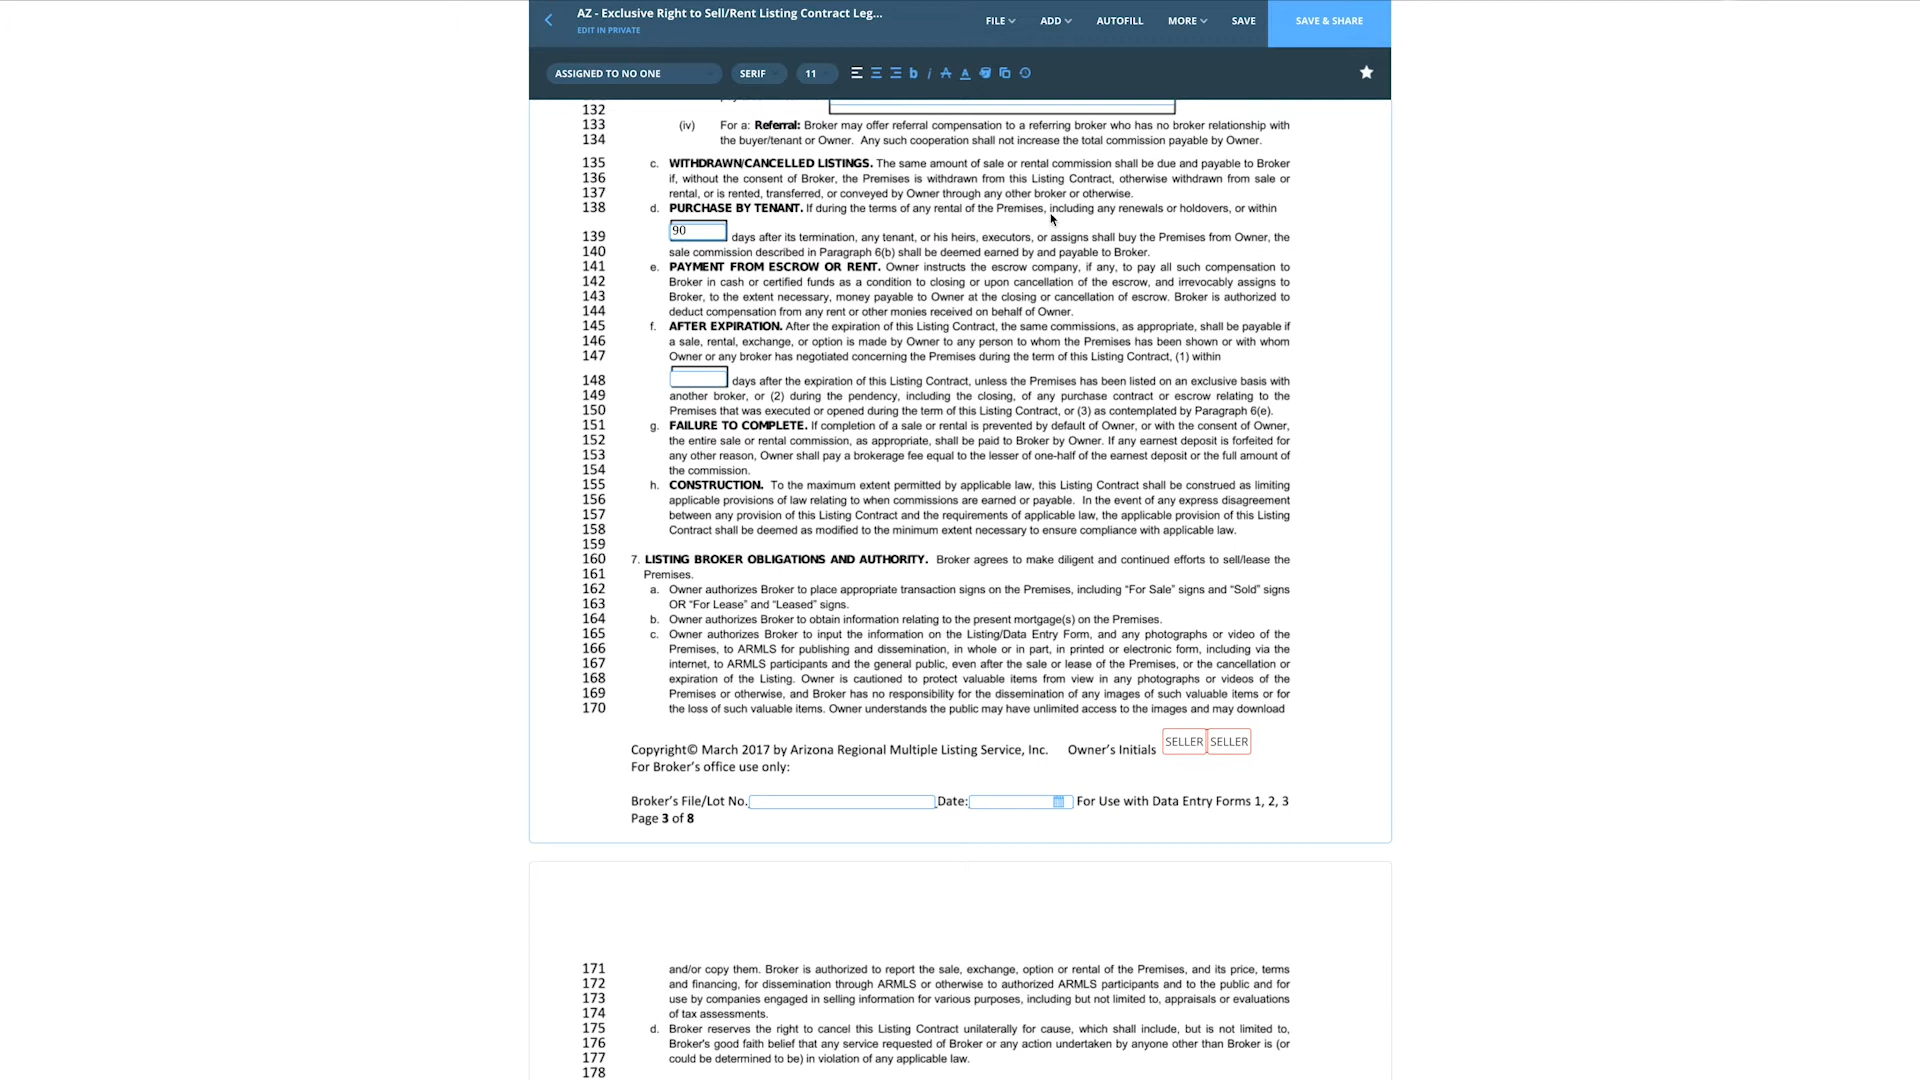 AZ - Exclusive Right to Sell/Rent Listing Contract Leg...
EDIT IN PRIVATE
FILE
ADD
AUTOFILL
MORE
SAVE
SAVE & SHARE
ASSIGNED TO NO ONE
SERIF
11
132
133 (iv) For a: Referral: Broker may offer referral compensation to a referring broker who has no broker relationship with
134 the buyer/tenant or Owner. Any such cooperation shall not increase the total commission payable by Owner.
135 c. WITHDRAWN/CANCELLED LISTINGS. The same amount of sale or rental commission shall be due and payable to Broker
136 if, without the consent of Broker, the Premises is withdrawn from this Listing Contract, otherwise withdrawn from sale or
137 rental, or is rented, transferred, or conveyed by Owner through any other broker or otherwise.
138 d. PURCHASE BY TENANT. If during the terms of any rental of the Premises, including any renewals or holdovers, or within
139 90 days after its termination, any tenant, or his heirs, executors, or assigns shall buy the Premises from Owner, the
140 sale commission described in Paragraph 6(b) shall be deemed earned by and payable to Broker.
141 e. PAYMENT FROM ESCROW OR RENT. Owner instructs the escrow company, if any, to pay all such compensation to
142 Broker in cash or certified funds as a condition to closing or upon cancellation of the escrow, and irrevocably assigns to
143 Broker, to the extent necessary, money payable to Owner at the closing or cancellation of escrow. Broker is authorized to
144 deduct compensation from any rent or other monies received on behalf of Owner.
145 f. AFTER EXPIRATION. After the expiration of this Listing Contract, the same commissions, as appropriate, shall be payable if
146 a sale, rental, exchange, or option is made by Owner to any person to whom the Premises has been shown or with whom
147 Owner or any broker has negotiated concerning the Premises during the term of this Listing Contract, (1) within
148 days after the expiration of this Listing Contract, unless the Premises has been listed on an exclusive basis with
149 another broker, or (2) during the pendency, including the closing, of any purchase contract or escrow relating to the
150 Premises that was executed or opened during the term of this Listing Contract, or (3) as contemplated by Paragraph 6(e).
151 g. FAILURE TO COMPLETE. If completion of a sale or rental is prevented by default of Owner, or with the consent of Owner,
152 the entire sale or rental commission, as appropriate, shall be paid to Broker by Owner. If any earnest deposit is forfeited for
153 any other reason, Owner shall pay a brokerage fee equal to the lesser of one-half of the earnest deposit or the full amount of
154 the commission.
155 h. CONSTRUCTION. To the maximum extent permitted by applicable law, this Listing Contract shall be construed as limiting
156 applicable provisions of law relating to when commissions are earned or payable. In the event of any express disagreement
157 between any provision of this Listing Contract and the requirements of applicable law, the applicable provision of this Listing
158 Contract shall be deemed as modified to the minimum extent necessary to ensure compliance with applicable law.
159
160 7. LISTING BROKER OBLIGATIONS AND AUTHORITY. Broker agrees to make diligent and continued efforts to sell/lease the
161 Premises.
162 a. Owner authorizes Broker to place appropriate transaction signs on the Premises, including “For Sale” signs and “Sold” signs
163 OR “For Lease” and “Leased” signs.
164 b. Owner authorizes Broker to obtain information relating to the present mortgage(s) on the Premises.
165 c. Owner authorizes Broker to input the information on the Listing/Data Entry Form, and any photographs or video of the
166 Premises, to ARMLS for publishing and dissemination, in whole or in part, in printed or electronic form, including via the
167 internet, to ARMLS participants and the general public, even after the sale or lease of the Premises, or the cancellation or
168 expiration of the Listing. Owner is cautioned to protect valuable items from view in any photographs or videos of the
169 Premises or otherwise, and Broker has no responsibility for the dissemination of any images of such valuable items or for
170 the loss of such valuable items. Owner understands the public may have unlimited access to the images and may download
Copyright© March 2017 by Arizona Regional Multiple Listing Service, Inc. Owner’s Initials SELLER SELLER
For Broker’s office use only:
Broker’s File/Lot No. Date: For Use with Data Entry Forms 1, 2, 3
Page 3 of 8
171 and/or copy them. Broker is authorized to report the sale, exchange, option or rental of the Premises, and its price, terms
172 and financing, for dissemination through ARMLS or otherwise to authorized ARMLS participants and to the public and for
173 use by companies engaged in selling information for various purposes, including but not limited to, appraisals or evaluations
174 of tax assessments.
175 d. Broker reserves the right to cancel this Listing Contract unilaterally for cause, which shall include, but is not limited to,
176 Broker's good faith belief that any service requested of Broker or any action undertaken by anyone other than Broker is (or
177 could be determined to be) in violation of any applicable law.
178